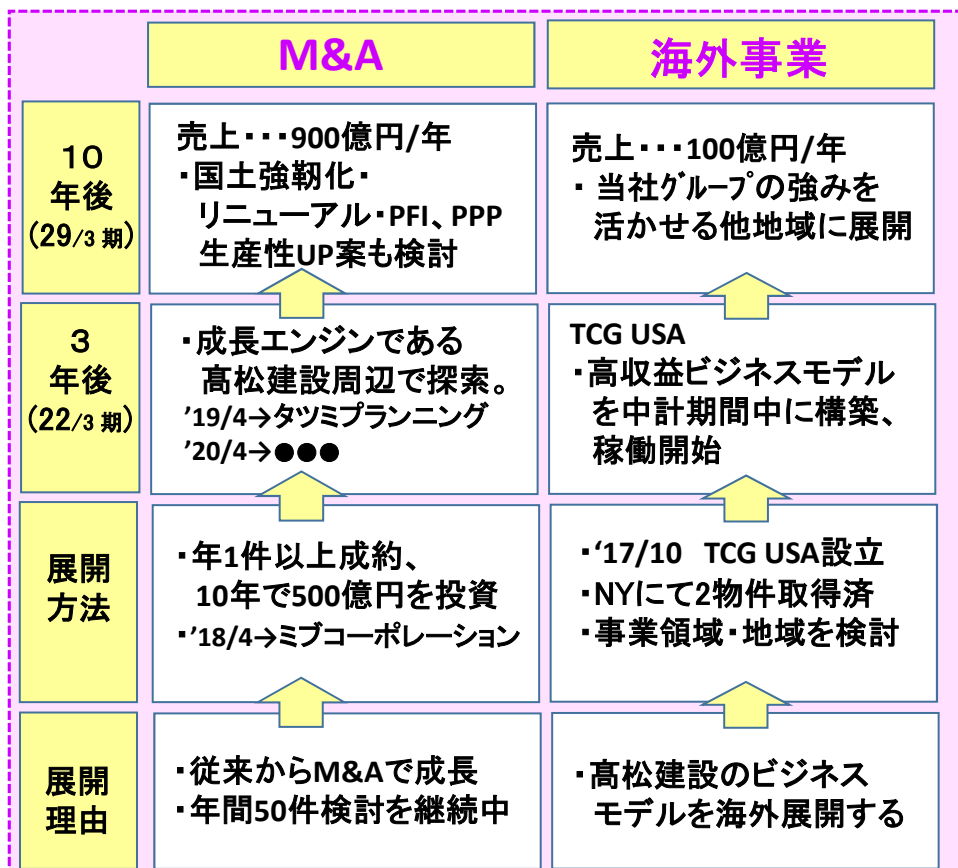 M&A
海外事業
10
年後
(29/3 期)
売上・・・900億円/年
・国土強靭化・
リニューアル・PFI、PPP
生産性UP案も検討
売上・・・100億円/年
・ 当社ｸﾞﾙｰﾌﾟの強みを
活かせる他地域に展開
３
年後
(22/3 期)
・成長エンジンである
髙松建設周辺で探索。
’19/4→タツミプランニング
’20/4→●●●
TCG USA
・高収益ビジネスモデル
を中計期間中に構築、
稼働開始
展開
方法
・年1件以上成約、
10年で500億円を投資
・’18/4→ミブコーポレーション
・‘17/10　TCG USA設立
・NYにて2物件取得済
・事業領域・地域を検討
展開
理由
・従来からM&Aで成長
・年間50件検討を継続中
・髙松建設のビジネス
モデルを海外展開する